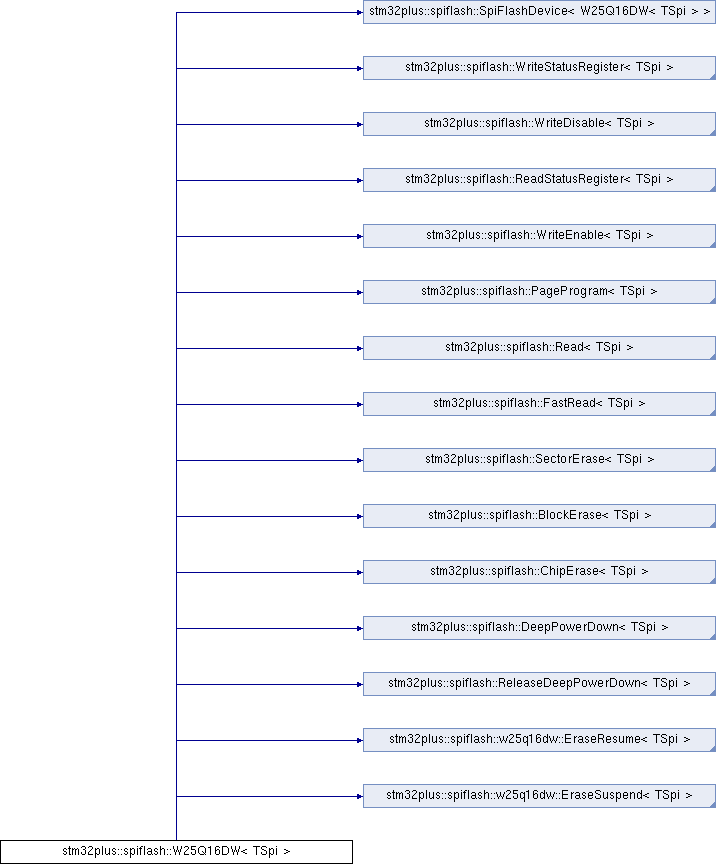 stm32plus::spiflash::SpiFlashDevice< W25Q16DW< TSpi > >
stm32plus::spiflash::WriteStatusRegister< TSpi >
stm32plus::spiflash::WriteDisable< TSpi >
stm32plus::spiflash::ReadStatusRegister< TSpi >
stm32plus::spiflash::WriteEnable< TSpi >
stm32plus::spiflash::PageProgram< TSpi >
stm32plus::spiflash::Read< TSpi >
stm32plus::spiflash::FastRead< TSpi >
stm32plus::spiflash::SectorErase< TSpi >
stm32plus::spiflash::BlockErase< TSpi >
stm32plus::spiflash::ChipErase< TSpi >
stm32plus::spiflash::DeepPowerDown< TSpi >
stm32plus::spiflash::ReleaseDeepPowerDown< TSpi >
stm32plus::spiflash::w25q16dw::EraseResume< TSpi >
stm32plus::spiflash::w25q16dw::EraseSuspend< TSpi >
stm32plus::spiflash::W25Q16DW< TSpi >